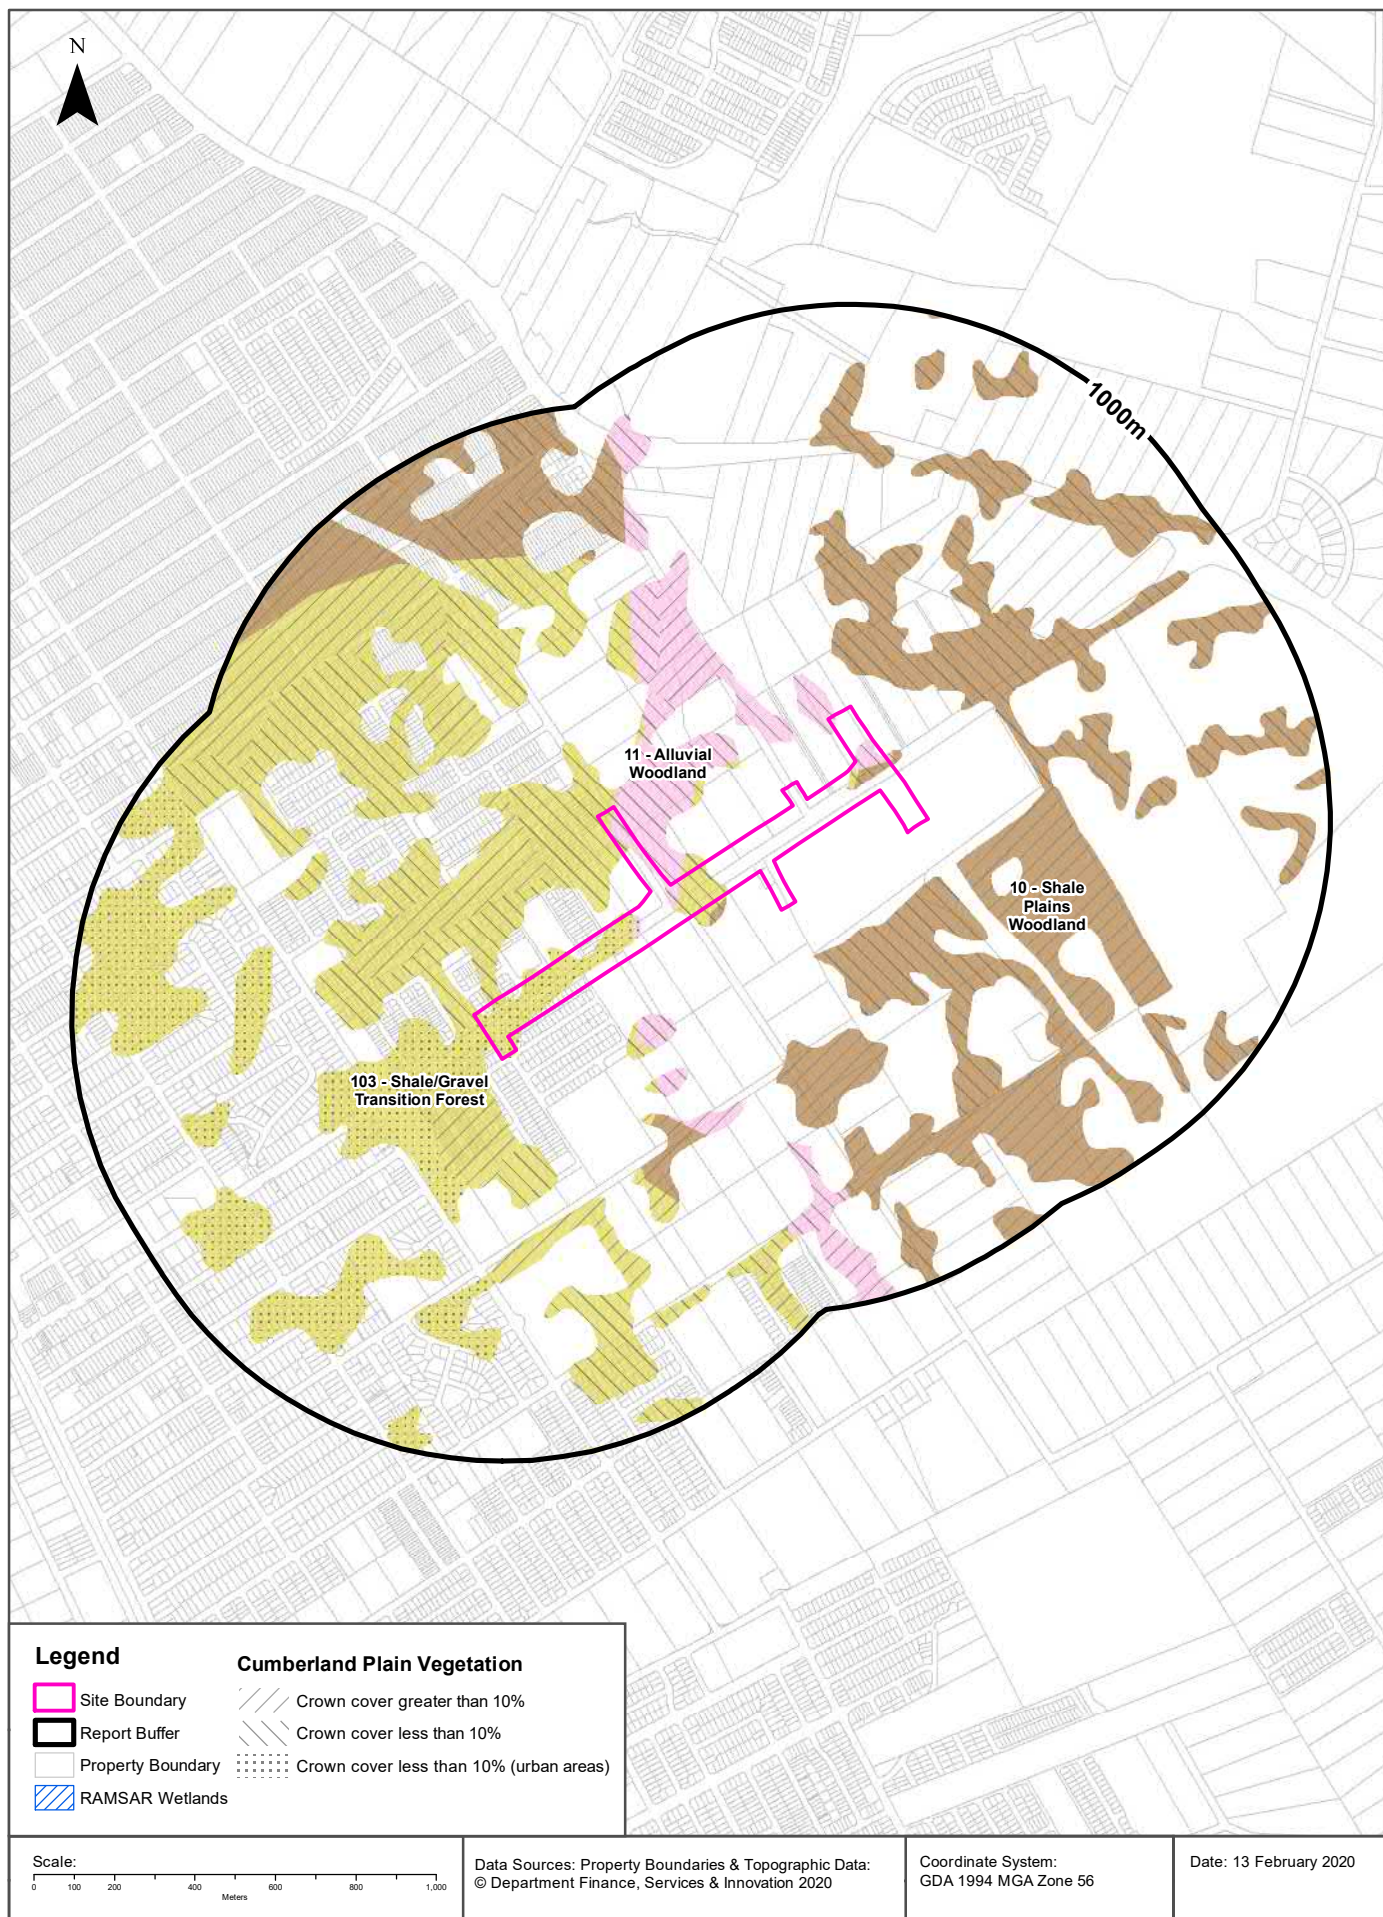 N
1000m
11 - Alluvial
Woodland
10 - Shale
Plains
Woodland
103 - Shale/Gravel
Transition Forest
Legend
Site Boundary
Report Buffer
Property Boundary
RAMSAR Wetlands
Cumberland Plain Vegetation
Crown cover greater than 10%
Crown cover less than 10%
Crown cover less than 10% (urban areas)
Scale:
0 100 200 400 600 800 1,000
Meters
Data Sources: Property Boundaries & Topographic Data:
© Department Finance, Services & Innovation 2020
Coordinate System:
GDA 1994 MGA Zone 56
Date: 13 February 2020